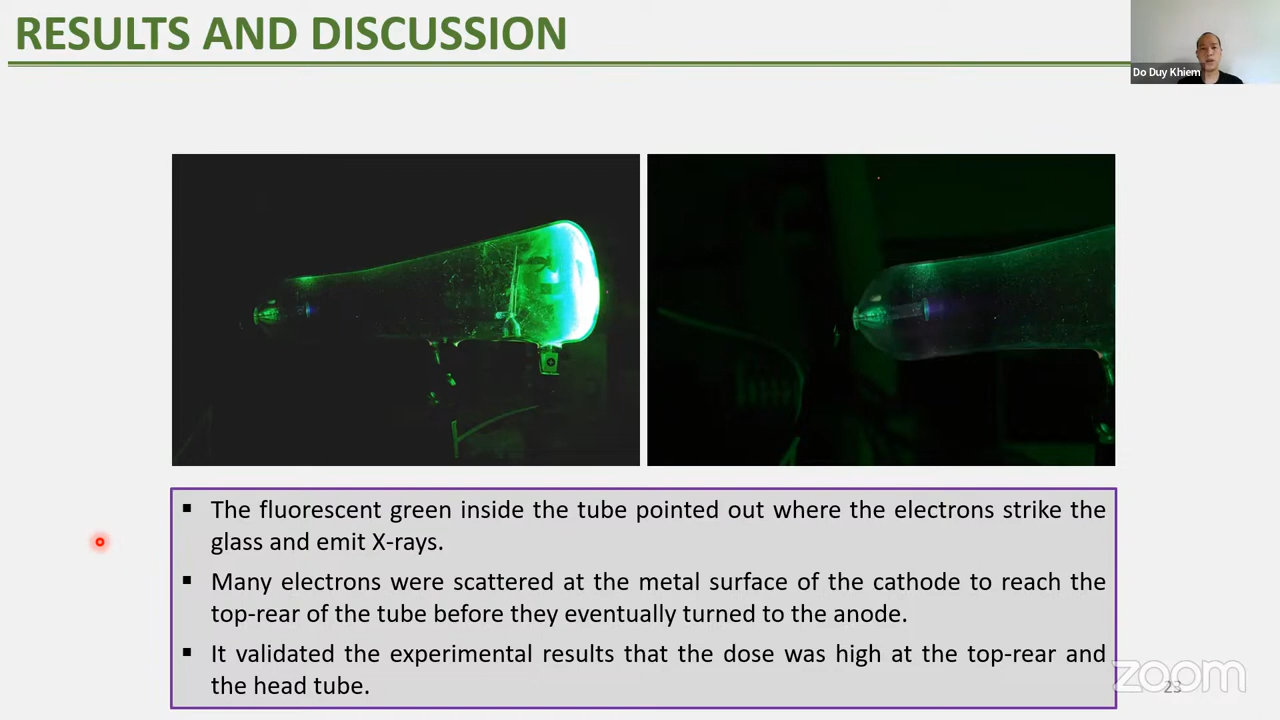 RESULTS AND DISCUSSION
Do Duy Khiem
▪ The fluorescent green inside the tube pointed out where the electrons strike the
glass and emit X-rays.
▪ Many electrons were scattered at the metal surface of the cathode to reach the
top-rear of the tube before they eventually turned to the anode.
▪ It validated the experimental results that the dose was high at the top-rear and
the head tube.
zoom
23